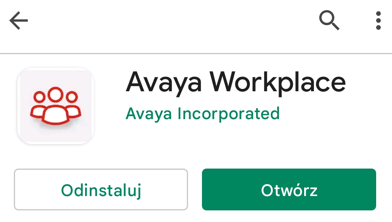 Avaya Workplace
Avaya Incorporated
Odinstaluj
Otwórz